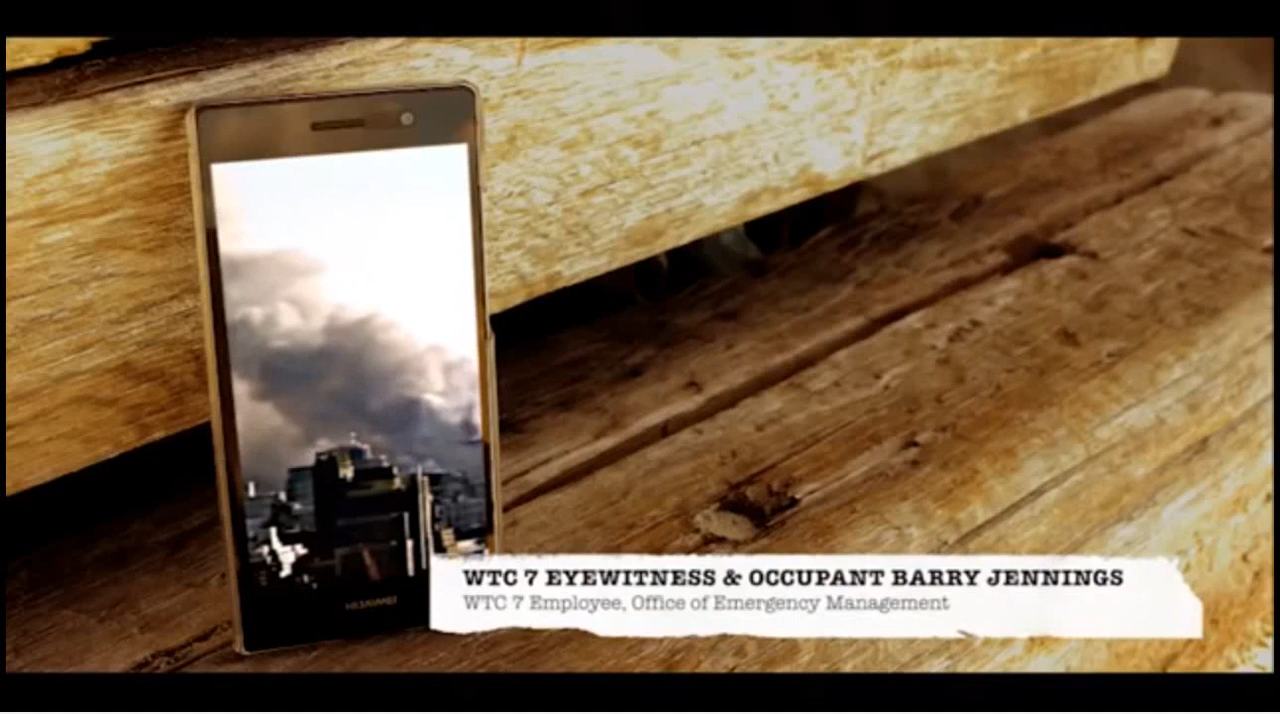 HUAWEI
WTC 7 EYEWITNESS & OCCUPANT BARRY JENNINGS
WTC 7 Employee, Office of Emergency Management